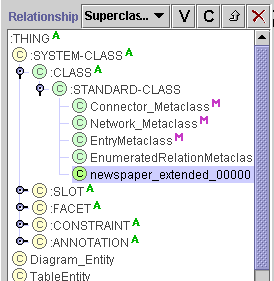 Relationship Superclas... V C
:THING A
C :SYSTEM-CLASS A
C :CLASS A
C :STANDARD-CLASS
C Connector_Metaclass M
C Network_Metaclass M
C EntryMetaclass M
C EnumeratedRelationMetaclas
C newspaper_extended_00000
C :SLOT A
C :FACET A
C :CONSTRAINT A
C :ANNOTATION A
C Diagram_Entity
C TableEntity